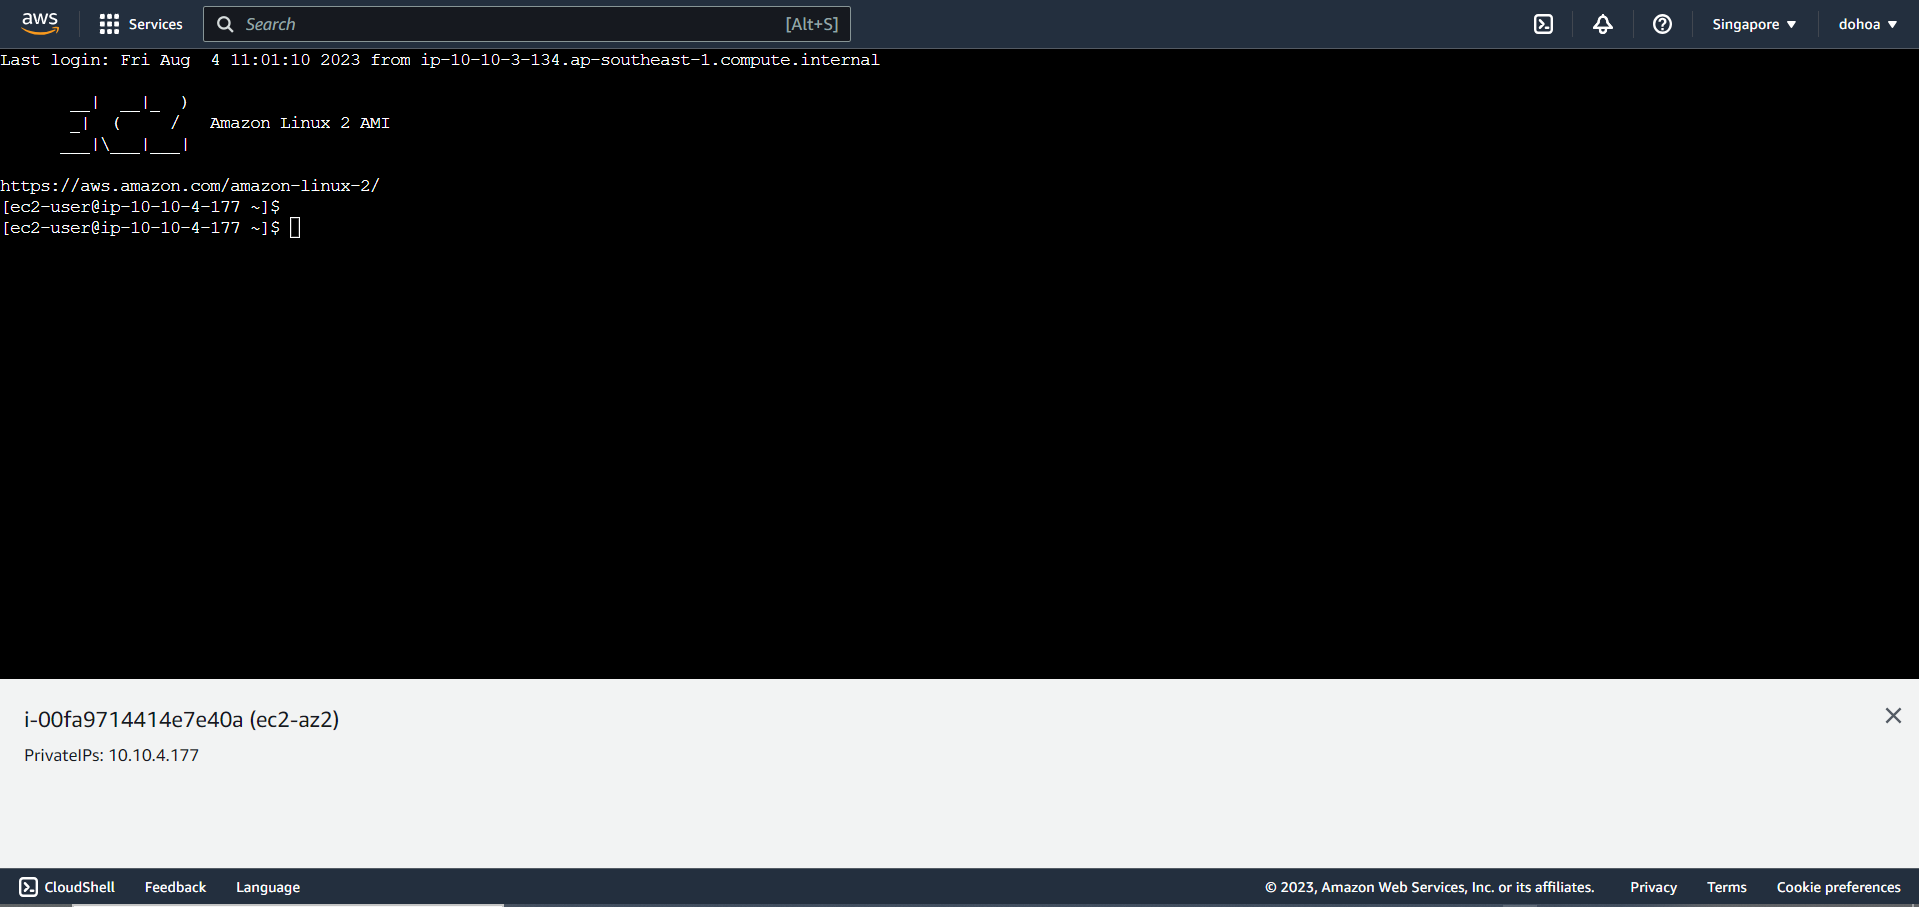 aws Services Search [Alt+S] Singapore dohoa
Last login: Fri Aug  4 11:01:10 2023 from ip-10-10-3-134.ap-southeast-1.compute.internal
       __|  __|_  )
       _|  (     /   Amazon Linux 2 AMI
      ___|\___|___|
https://aws.amazon.com/amazon-linux-2/
[ec2-user@ip-10-10-4-177 ~]$
[ec2-user@ip-10-10-4-177 ~]$
i-00fa9714414e7e40a (ec2-az2)
PrivateIPs: 10.10.4.177
CloudShell Feedback Language © 2023, Amazon Web Services, Inc. or its affiliates. Privacy Terms Cookie preferences